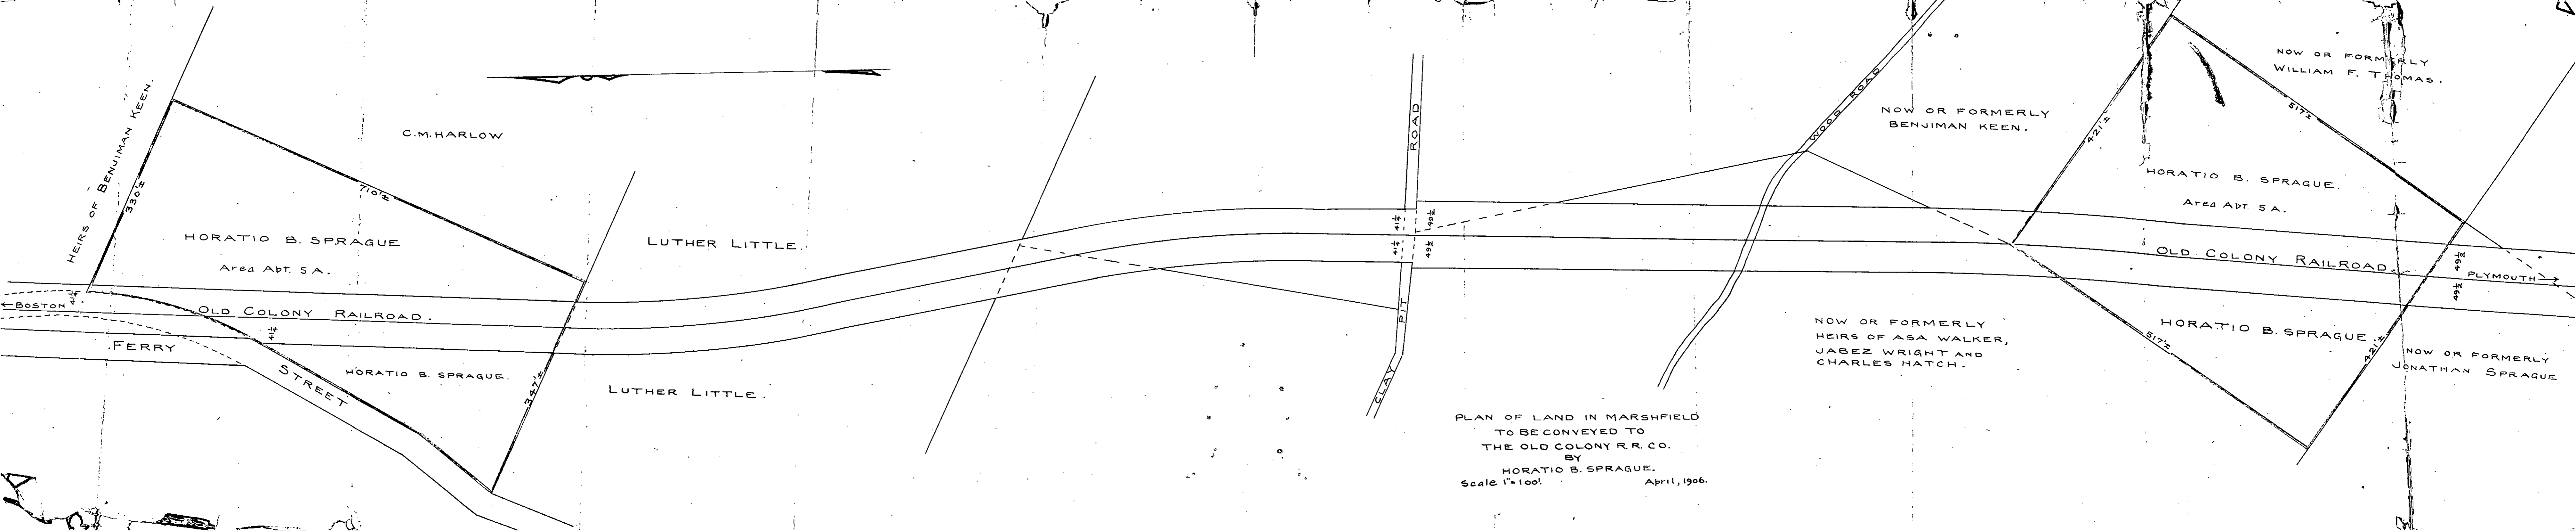 HEIRS OF BENJIMAN KEEN.
330'±
710'±
C.M.HARLOW
HORATIO B. SPRAGUE
Area Abt. 5 A.
LUTHER LITTLE.
←BOSTON
OLD COLONY RAILROAD.
FERRY
STREET
HORATIO B. SPRAGUE.
347'±
LUTHER LITTLE.
ROAD
41¼
49½
41¼
49½
CLAY PIT
WOOD ROAD
NOW OR FORMERLY
BENJIMAN KEEN.
NOW OR FORMERLY
HEIRS OF ASA WALKER,
JABEZ WRIGHT AND
CHARLES HATCH.
PLAN OF LAND IN MARSHFIELD
TO BE CONVEYED TO
THE OLD COLONY R.R. CO.
BY
HORATIO B. SPRAGUE.
Scale 1"=100'. April, 1906.
421'±
517'±
NOW OR FORMERLY
WILLIAM F. THOMAS.
HORATIO B. SPRAGUE.
Area Abt. 5 A.
OLD COLONY RAILROAD.
49½
PLYMOUTH→
49½
HORATIO B. SPRAGUE.
517'±
421'±
NOW OR FORMERLY
JONATHAN SPRAGUE